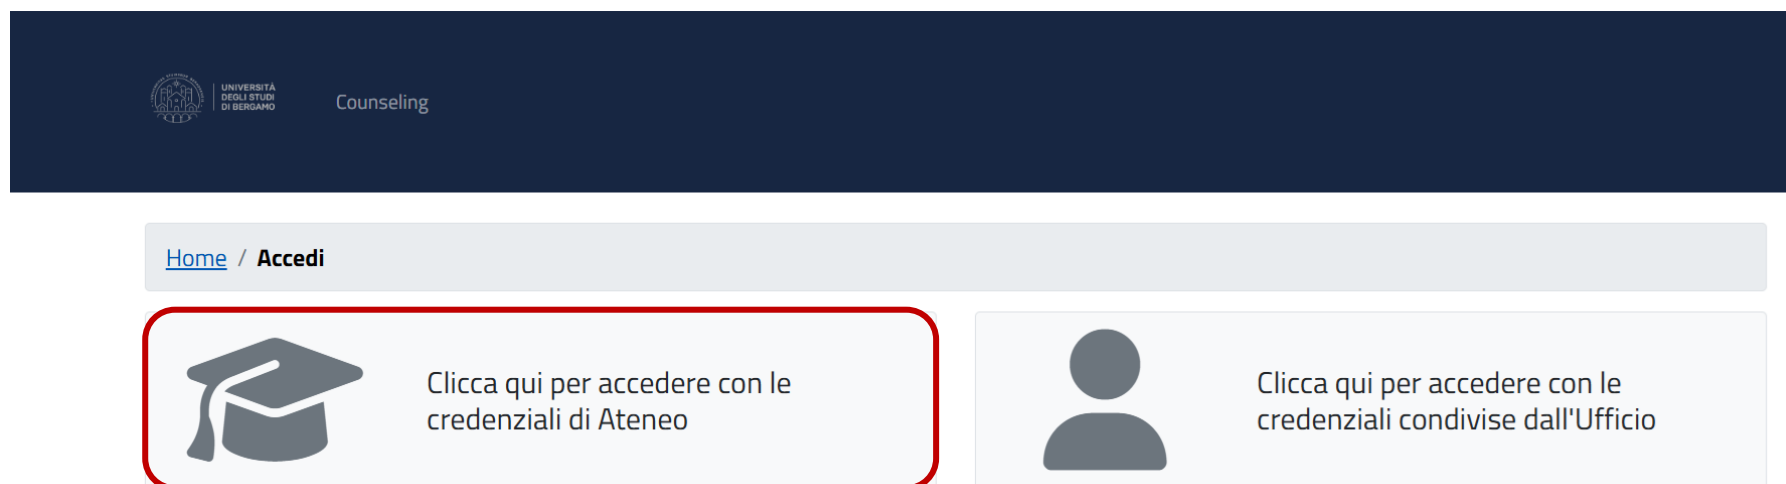 UNIVERSITÀ
DEGLI STUDI
DI BERGAMO
Counseling
Home / Accedi
Clicca qui per accedere con le
credenziali di Ateneo
Clicca qui per accedere con le
credenziali condivise dall'Ufficio